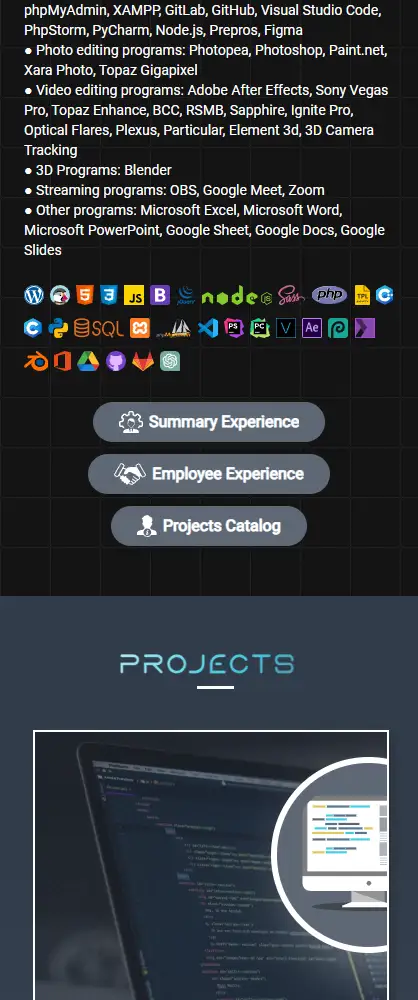 phpMyAdmin, XAMPP, GitLab, GitHub, Visual Studio Code,
PhpStorm, PyCharm, Node.js, Prepros, Figma
● Photo editing programs: Photopea, Photoshop, Paint.net,
Xara Photo, Topaz Gigapixel
● Video editing programs: Adobe After Effects, Sony Vegas
Pro, Topaz Enhance, BCC, RSMB, Sapphire, Ignite Pro,
Optical Flares, Plexus, Particular, Element 3d, 3D Camera
Tracking
● 3D Programs: Blender
● Streaming programs: OBS, Google Meet, Zoom
● Other programs: Microsoft Excel, Microsoft Word,
Microsoft PowerPoint, Google Sheet, Google Docs, Google
Slides
W 5 3 JS B node JS Sass php TPL C
C SQL PS PC V Ae
Summary Experience
Employee Experience
Projects Catalog
PROJECTS